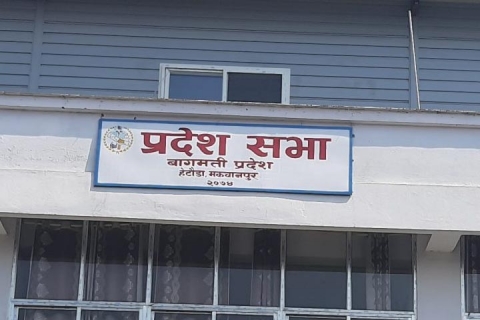 प्रदेश सभा
बागमती प्रदेश
हेटौंडा, मकवानपुर
२०७४